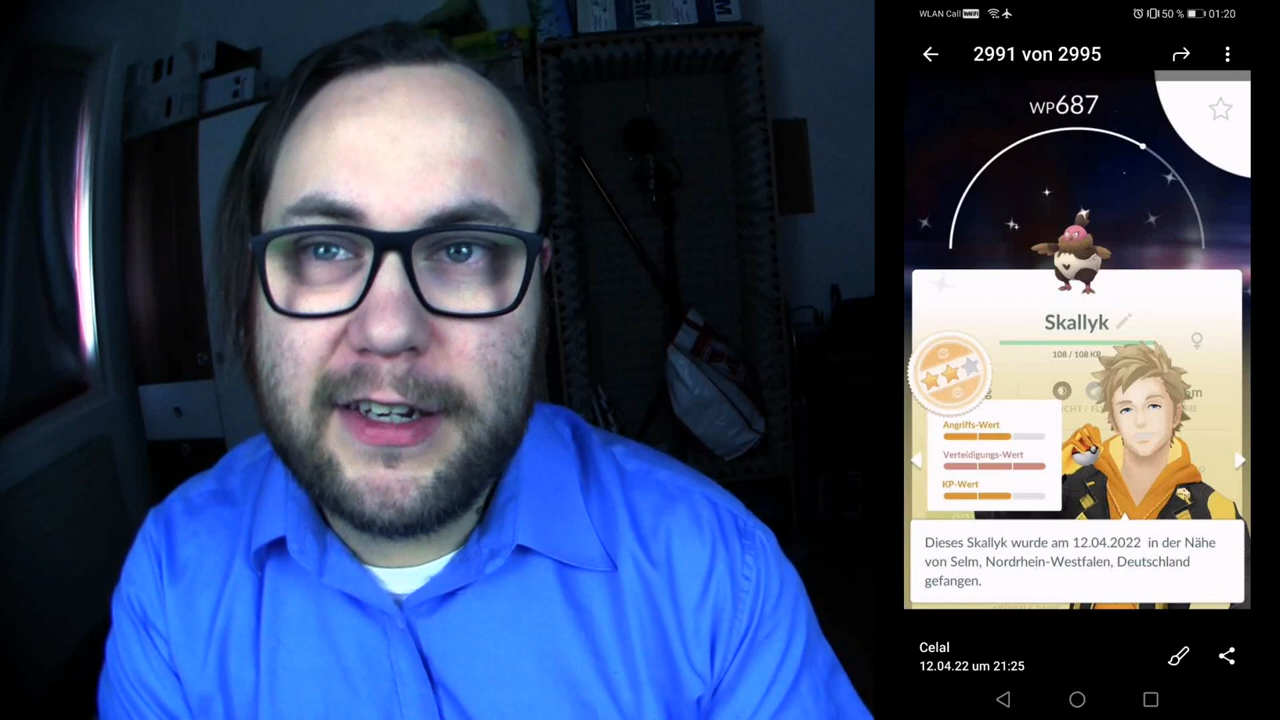 WLAN Call
50 %
01:20
2991 von 2995
WP687
Skallyk
108 / 108 KP
Angriffs-Wert
Verteidigungs-Wert
KP-Wert
Dieses Skallyk wurde am 12.04.2022 in der Nähe
von Selm, Nordrhein-Westfalen, Deutschland
gefangen.
Celal
12.04.22 um 21:25